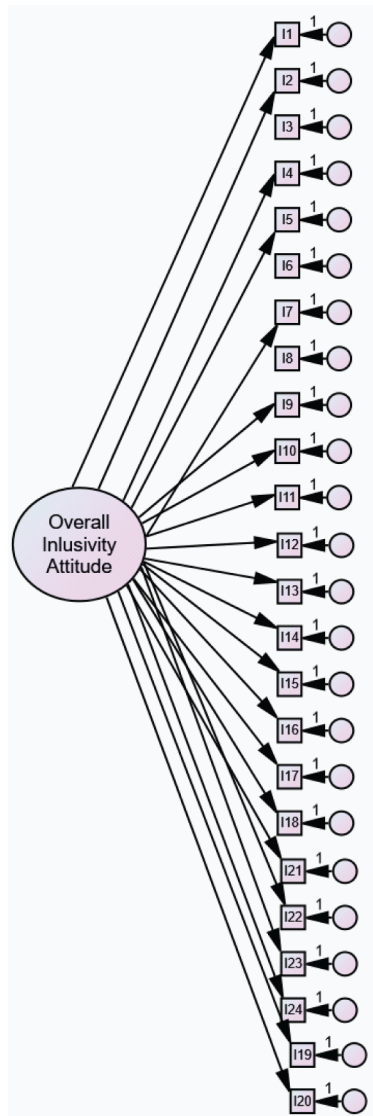 I1 1
I2 1
I3 1
I4 1
I5 1
I6 1
I7 1
I8 1
I9 1
I10 1
I11 1
Overall
Inlusivity
Attitude
I12 1
I13 1
I14 1
I15 1
I16 1
I17 1
I18 1
I21 1
I22 1
I23 1
I24 1
I19 1
I20 1